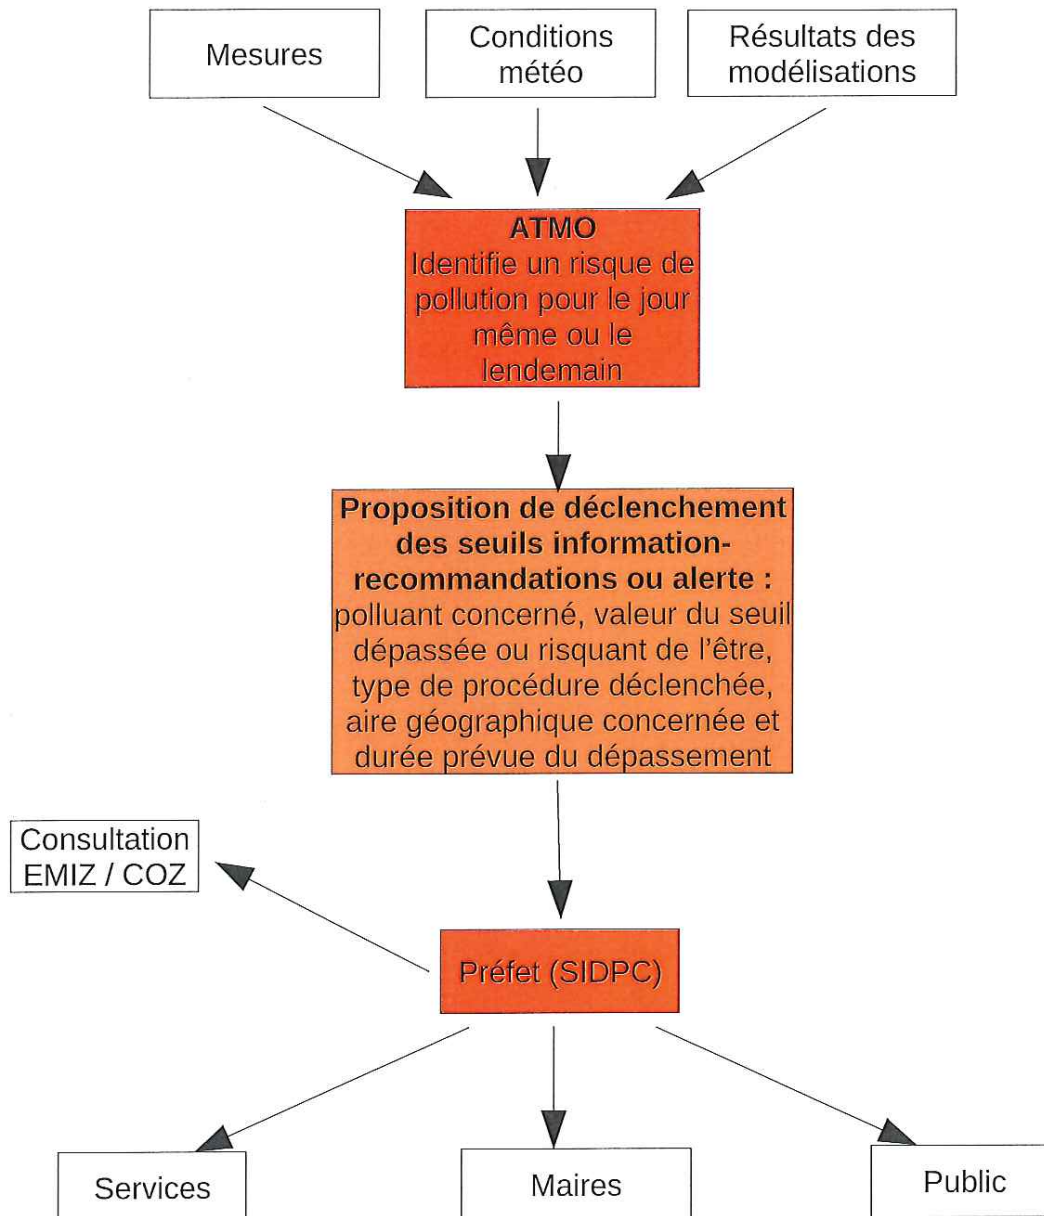 Mesures
Conditions
météo
Résultats des
modélisations
ATMO
Identifie un risque de
pollution pour le jour
même ou le
lendemain
Proposition de déclenchement
des seuils information-
recommandations ou alerte :
polluant concerné, valeur du seuil
dépassée ou risquant de l'être,
type de procédure déclenchée,
aire géographique concernée et
durée prévue du dépassement
Consultation
EMIZ / COZ
Préfet (SIDPC)
Services
Maires
Public